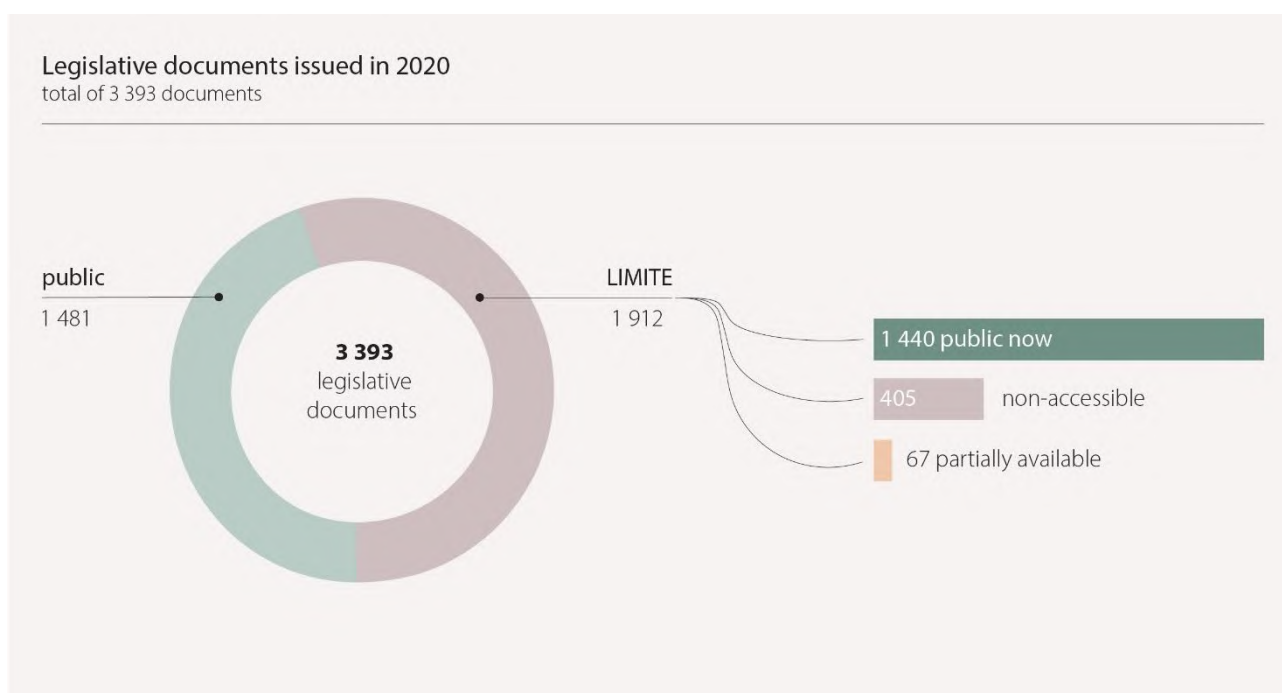 Legislative documents issued in 2020
total of 3 393 documents
public
1 481
3 393
legislative
documents
LIMITE
1 912
1 440 public now
405
non-accessible
67 partially available